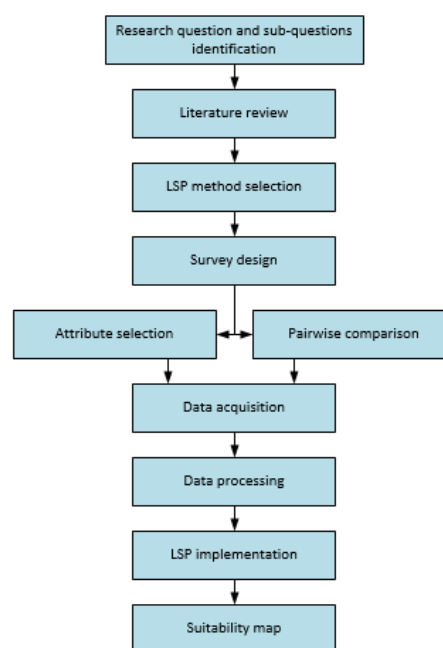 Research question and sub-questions
identification
Literature review
LSP method selection
Survey design
Attribute selection
Pairwise comparison
Data acquisition
Data processing
LSP implementation
Suitability map